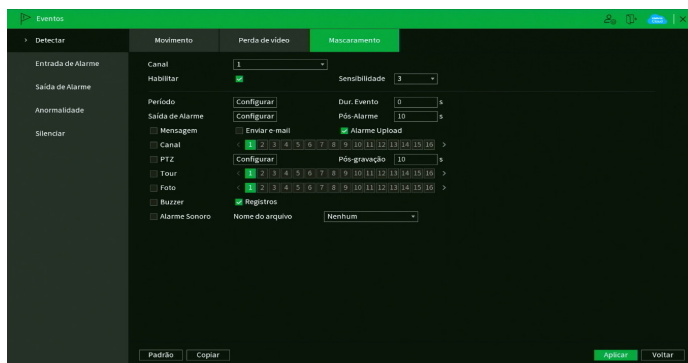 Eventos
Detectar
Movimento Perda de vídeo Mascaramento
Entrada de Alarme
Saída de Alarme
Anormalidade
Silenciar
Canal 1
Habilitar Sensibilidade 3
Período Configurar Dur. Evento 0 s
Saída de Alarme Configurar Pós-Alarme 10 s
Mensagem Enviar e-mail Alarme Upload
Canal < 1 2 3 4 5 6 7 8 9 10 11 12 13 14 15 16 >
PTZ Configurar Pós-gravação 10 s
Tour < 1 2 3 4 5 6 7 8 9 10 11 12 13 14 15 16 >
Foto < 1 2 3 4 5 6 7 8 9 10 11 12 13 14 15 16 >
Buzzer Registros
Alarme Sonoro Nome do arquivo Nenhum
Padrão Copiar Aplicar Voltar